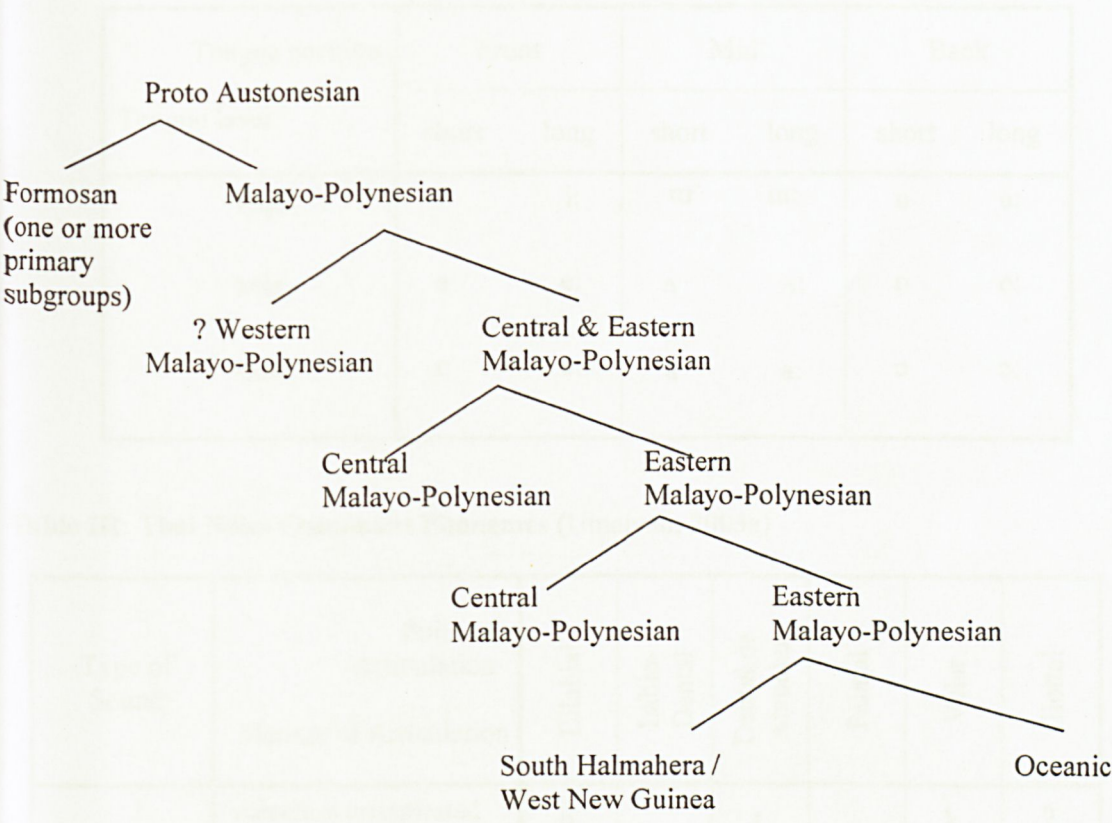 Proto Austonesian
Formosan
(one or more
primary
subgroups)
Malayo-Polynesian
? Western
Malayo-Polynesian
Central & Eastern
Malayo-Polynesian
Central
Malayo-Polynesian
Eastern
Malayo-Polynesian
Central
Malayo-Polynesian
Eastern
Malayo-Polynesian
South Halmahera /
West New Guinea
Oceanic